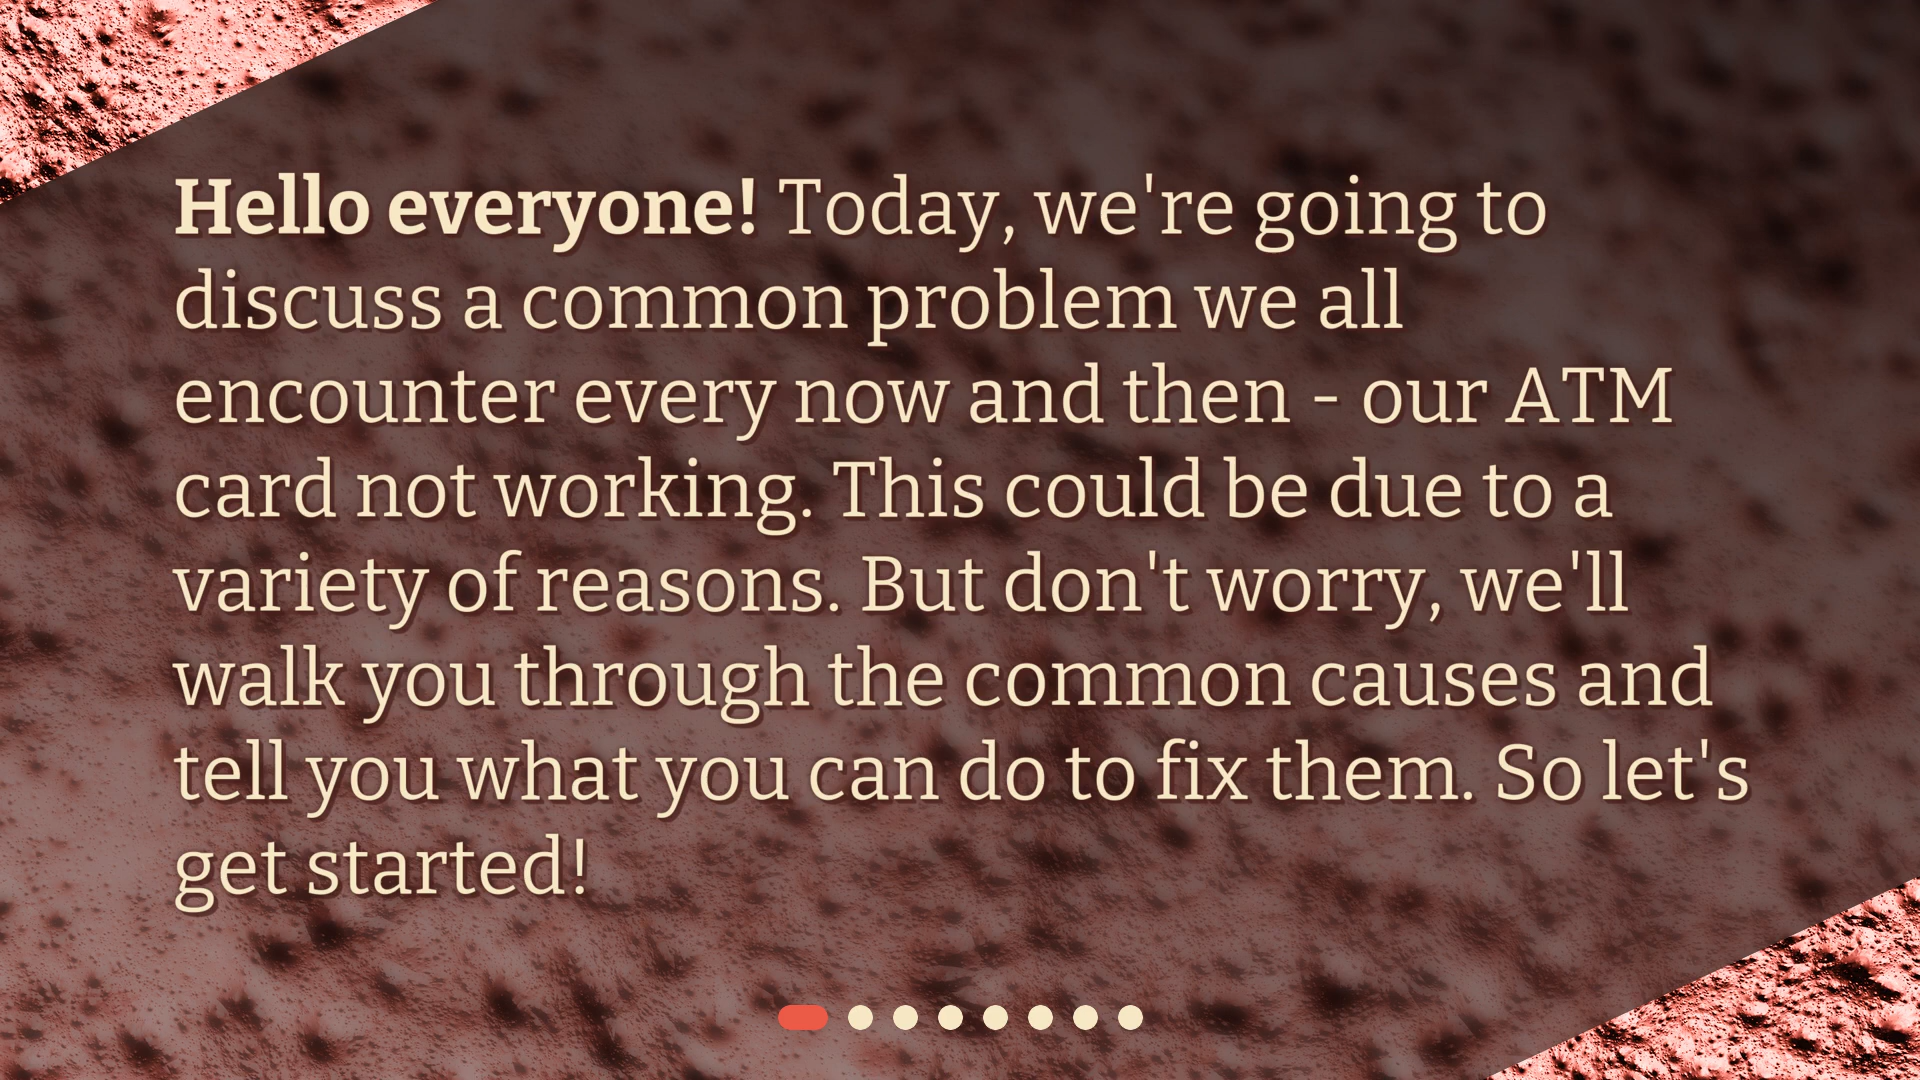 Hello everyone! Today, we're going to
discuss a common problem we all
encounter every now and then - our ATM
card not working. This could be due to a
variety of reasons. But don't worry, we'll
walk you through the common causes and
tell you what you can do to fix them. So let's
get started!